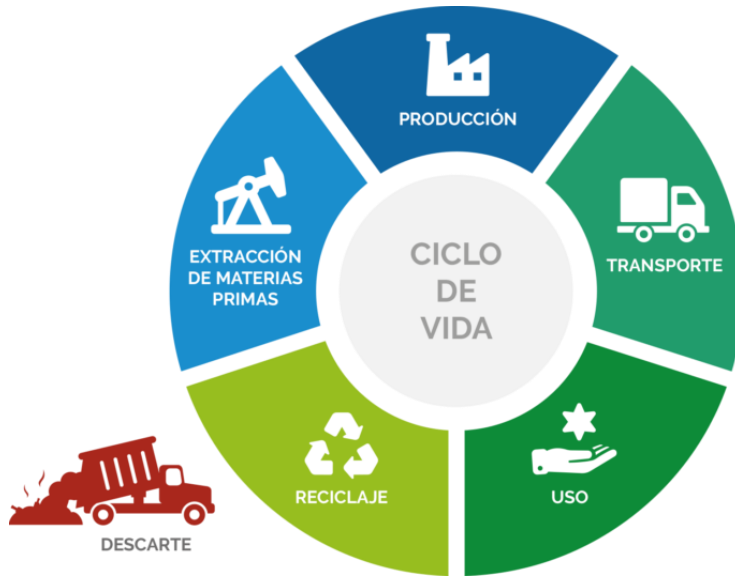 PRODUCCIÓN
TRANSPORTE
USO
RECICLAJE
EXTRACCIÓN
DE MATERIAS
PRIMAS
CICLO
DE
VIDA
DESCARTE